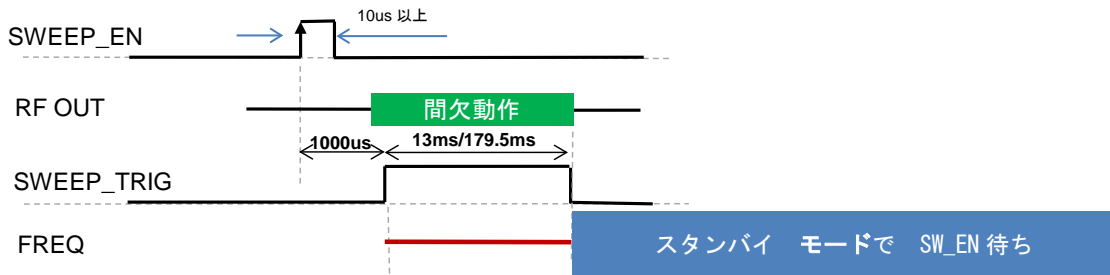 10us 以上
SWEEP_EN
RF OUT
間欠動作
1000us
13ms/179.5ms
SWEEP_TRIG
FREQ
スタンバイ モードで SW_EN 待ち